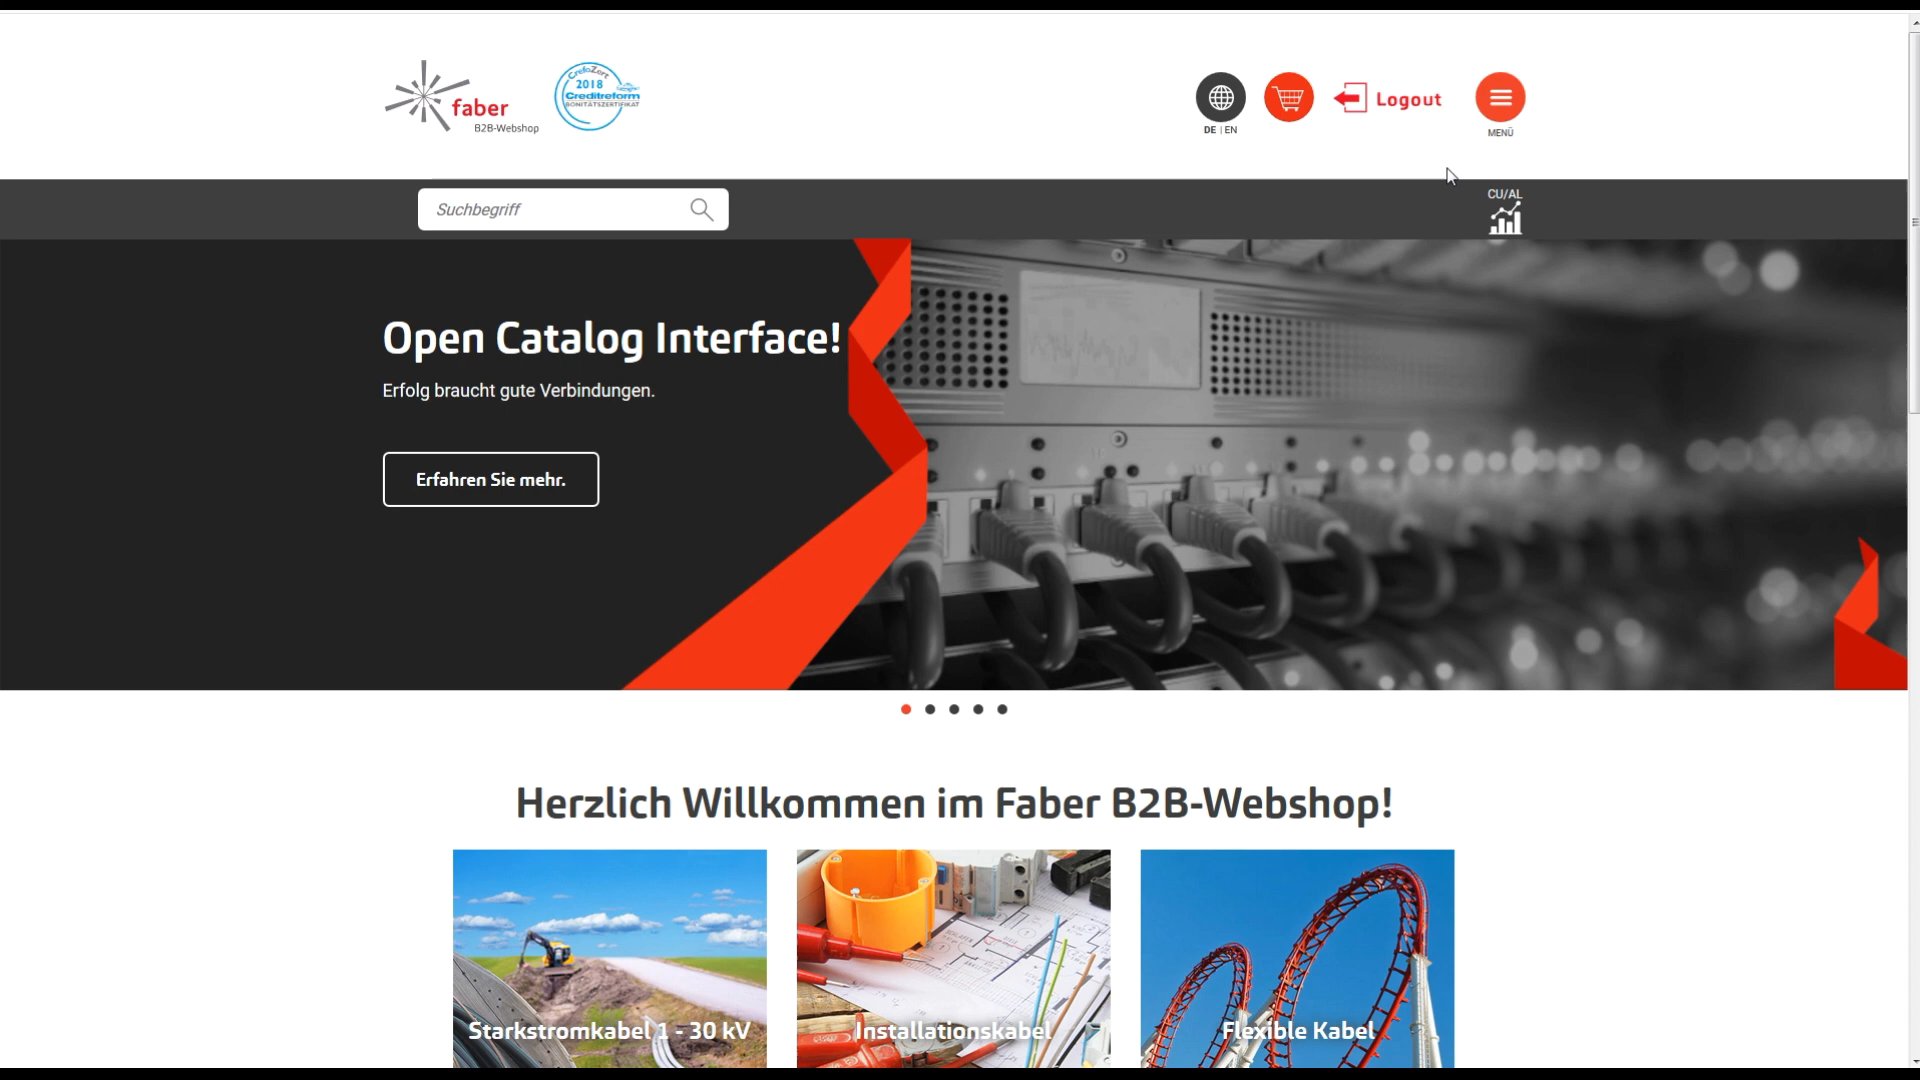 faber
B2B-Webshop
CrefoZert
2018
Creditreform
BONITÄTSZERTIFIKAT
DE | EN
Logout
MENÜ
Suchbegriff
CU/AL
Open Catalog Interface!
Erfolg braucht gute Verbindungen.
Erfahren Sie mehr.
Herzlich Willkommen im Faber B2B-Webshop!
Starkstromkabel 1 - 30 kV
Installationskabel
Flexible Kabel